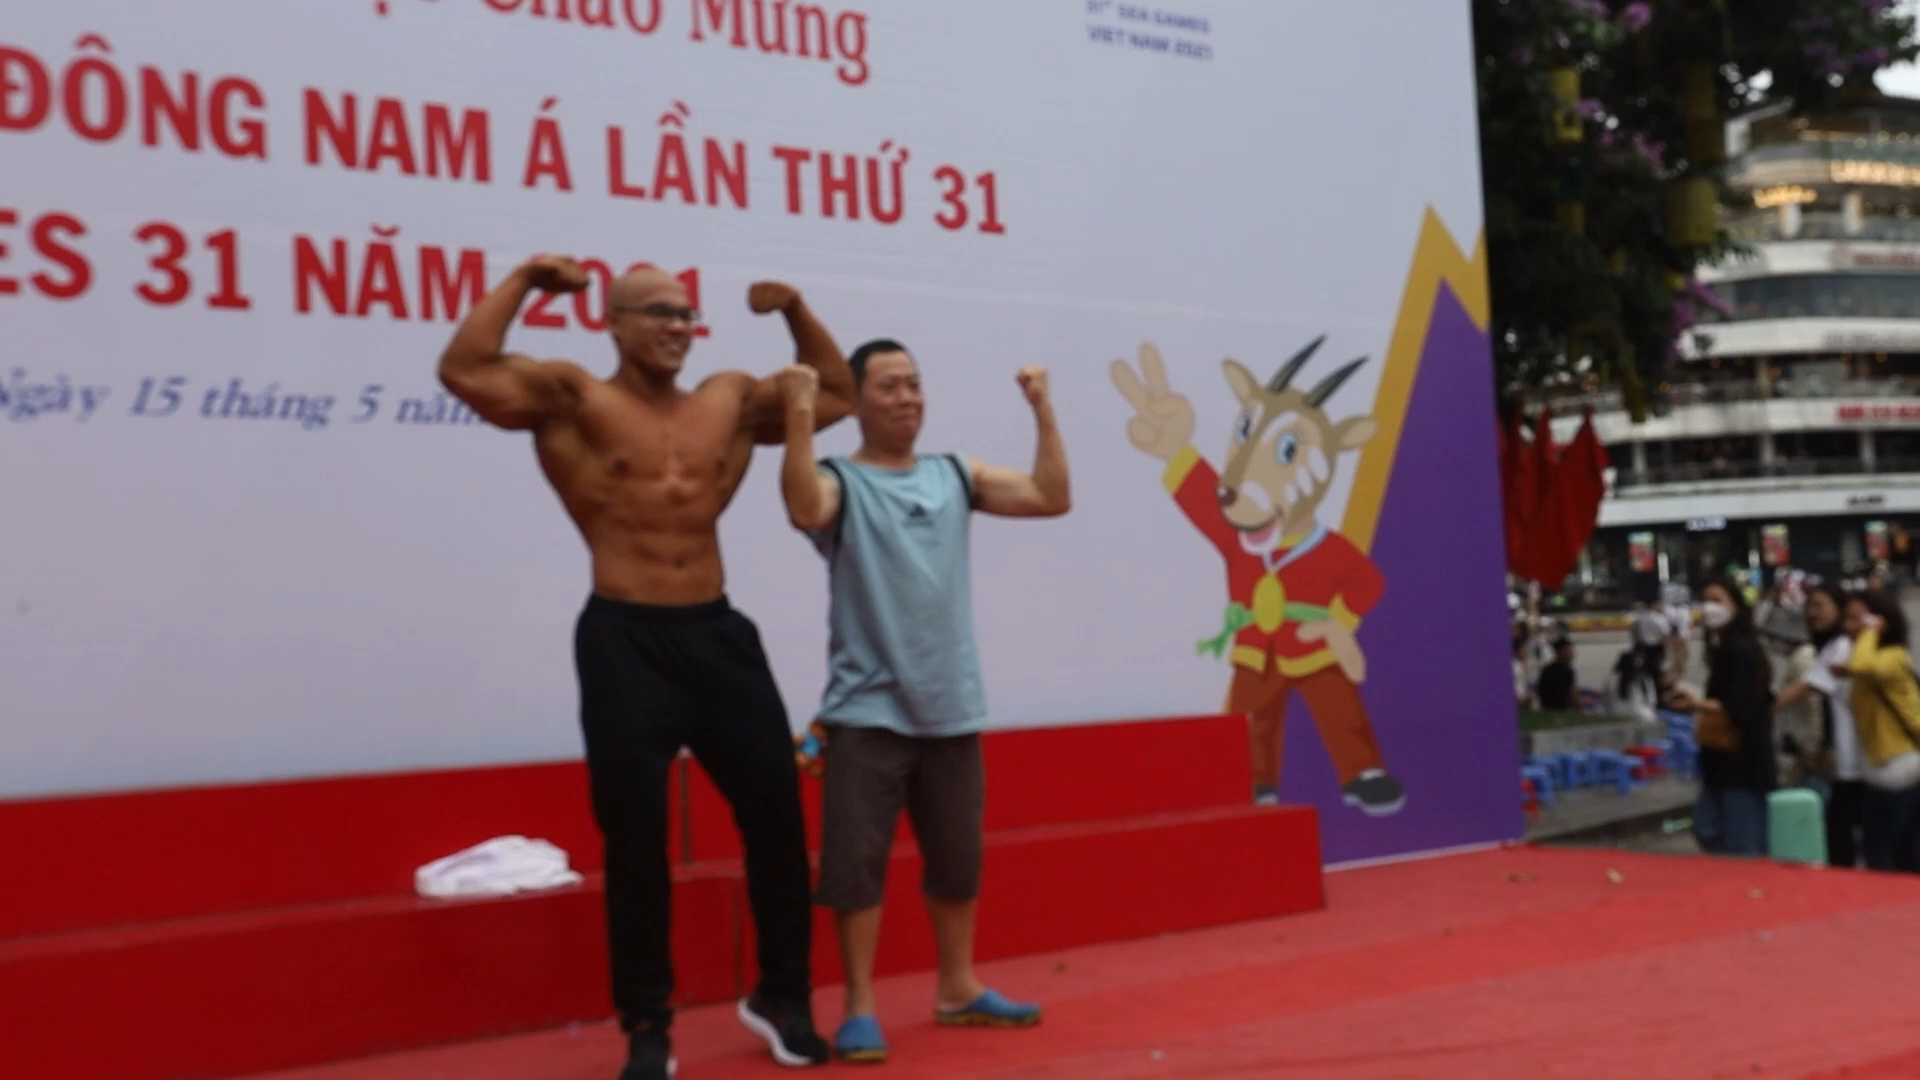 Chào Mừng
31st SEA GAMES
VIET NAM 2021
ĐÔNG NAM Á LẦN THỨ 31
ES 31 NĂM 2021
Ngày 15 tháng 5 năm